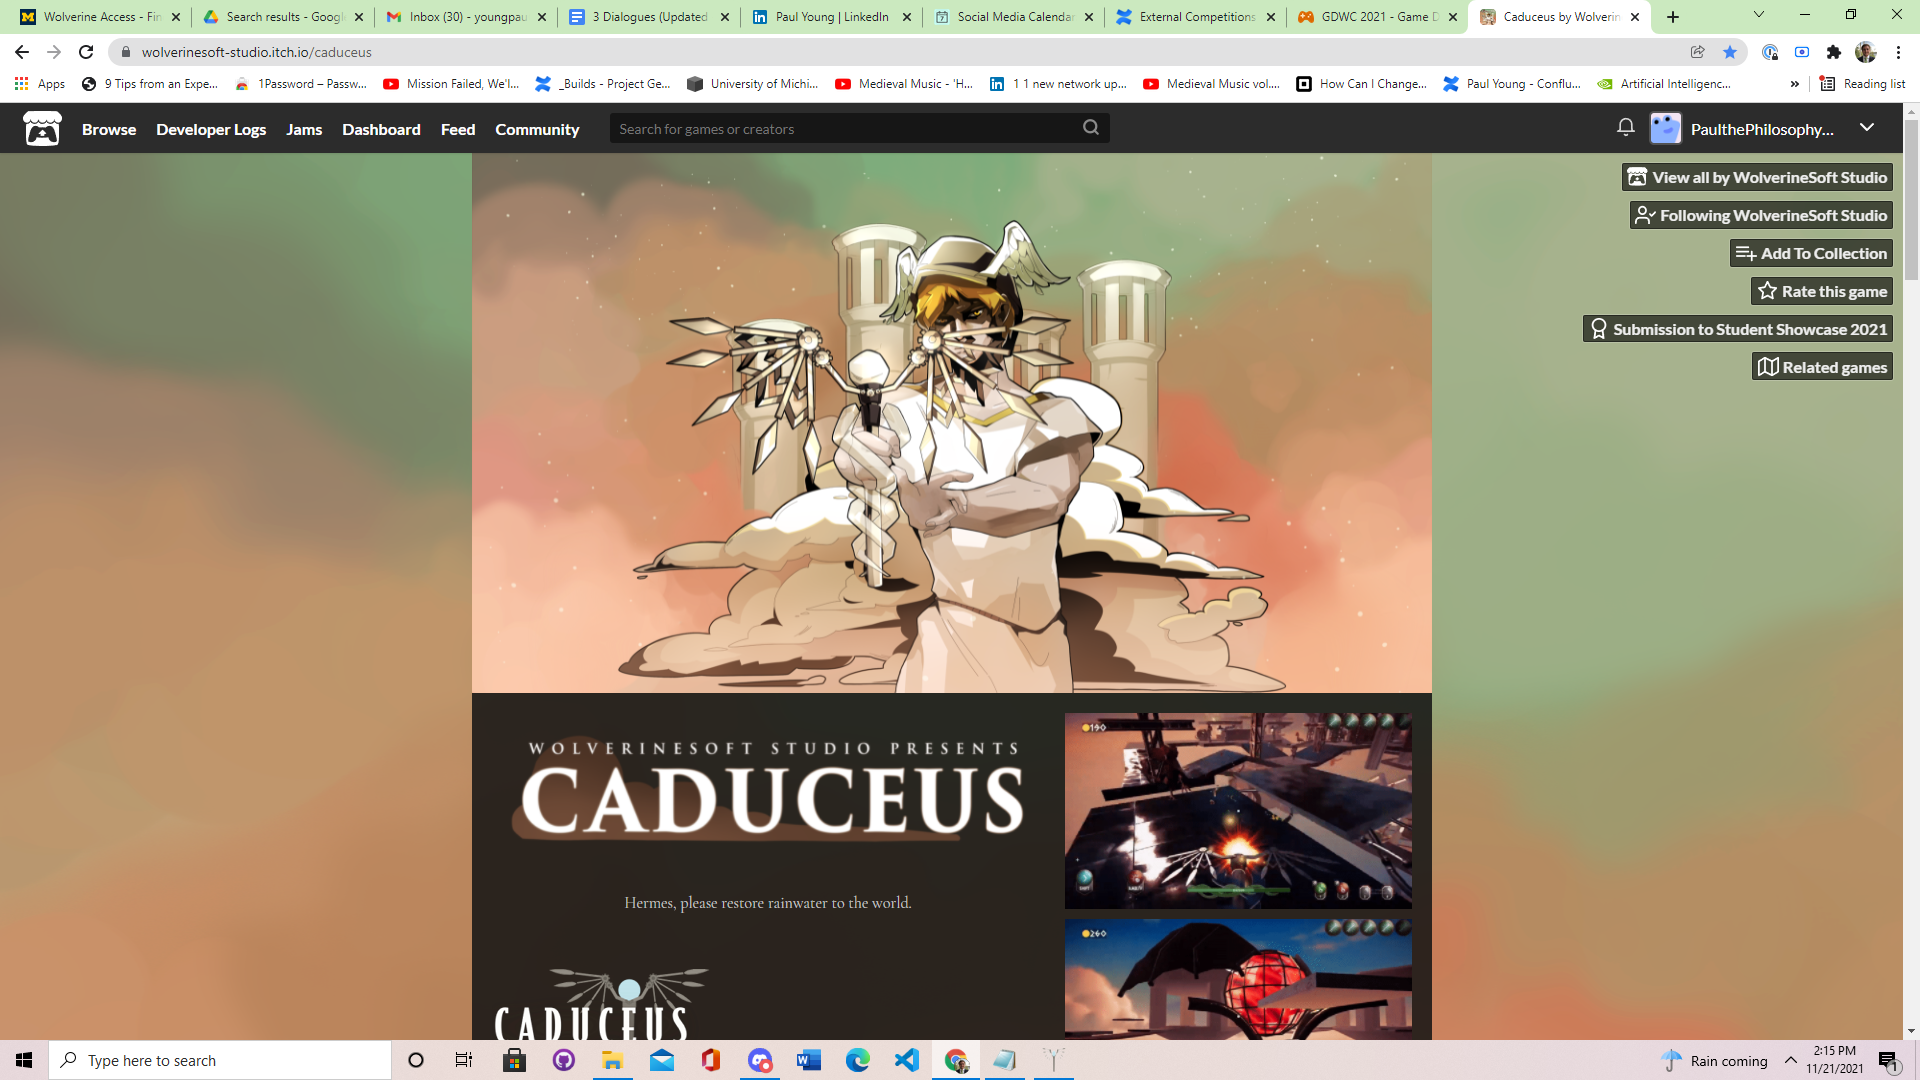 Wolverine Access - Fin
Search results - Googl
Inbox (30) - youngpau
3 Dialogues (Updated
Paul Young | LinkedIn
Social Media Calendar
External Competitions
GDWC 2021 - Game D
Caduceus by Wolverin
wolverinesoft-studio.itch.io/caduceus
Apps
9 Tips from an Expe...
1Password – Passw...
Mission Failed, We'l...
_Builds - Project Ge...
University of Michi...
Medieval Music - 'H...
1 1 new network up...
Medieval Music vol....
How Can I Change...
Paul Young - Conflu...
Artificial Intelligenc...
»
Reading list
Browse
Developer Logs
Jams
Dashboard
Feed
Community
Search for games or creators
PaulthePhilosophy...
View all by WolverineSoft Studio
Following WolverineSoft Studio
Add To Collection
Rate this game
Submission to Student Showcase 2021
Related games
WOLVERINESOFT STUDIO PRESENTS
CADUCEUS
190
Hermes, please restore rainwater to the world.
260
CADUCEUS
Type here to search
Rain coming
2:15 PM
11/21/2021
1